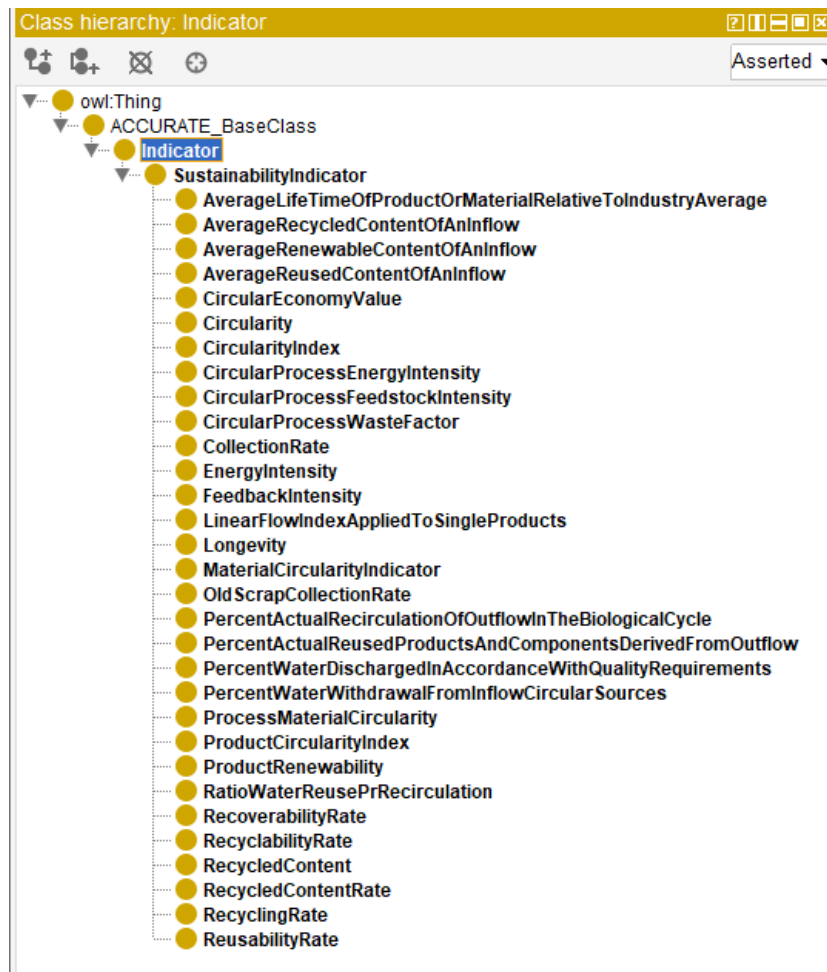 Class hierarchy: Indicator
Asserted
owl:Thing
ACCURATE_BaseClass
Indicator
SustainabilityIndicator
AverageLifeTimeOfProductOrMaterialRelativeToIndustryAverage
AverageRecycledContentOfAnInflow
AverageRenewableContentOfAnInflow
AverageReusedContentOfAnInflow
CircularEconomyValue
Circularity
CircularityIndex
CircularProcessEnergyIntensity
CircularProcessFeedstockIntensity
CircularProcessWasteFactor
CollectionRate
EnergyIntensity
FeedbackIntensity
LinearFlowIndexAppliedToSingleProducts
Longevity
MaterialCircularityIndicator
OldScrapCollectionRate
PercentActualRecirculationOfOutflowInTheBiologicalCycle
PercentActualReusedProductsAndComponentsDerivedFromOutflow
PercentWaterDischargedInAccordanceWithQualityRequirements
PercentWaterWithdrawalFromInflowCircularSources
ProcessMaterialCircularity
ProductCircularityIndex
ProductRenewability
RatioWaterReusePrRecirculation
RecoverabilityRate
RecyclabilityRate
RecycledContent
RecycledContentRate
RecyclingRate
ReusabilityRate